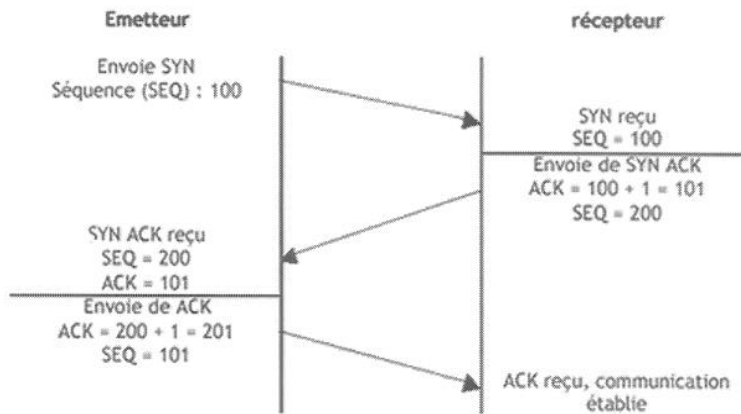 Emetteur
récepteur
Envoie SYN
Séquence (SEQ) : 100
SYN reçu
SEQ = 100
Envoie de SYN ACK
ACK = 100 + 1 = 101
SEQ = 200
SYN ACK reçu
SEQ = 200
ACK = 101
Envoie de ACK
ACK = 200 + 1 = 201
SEQ = 101
ACK reçu, communication
établie